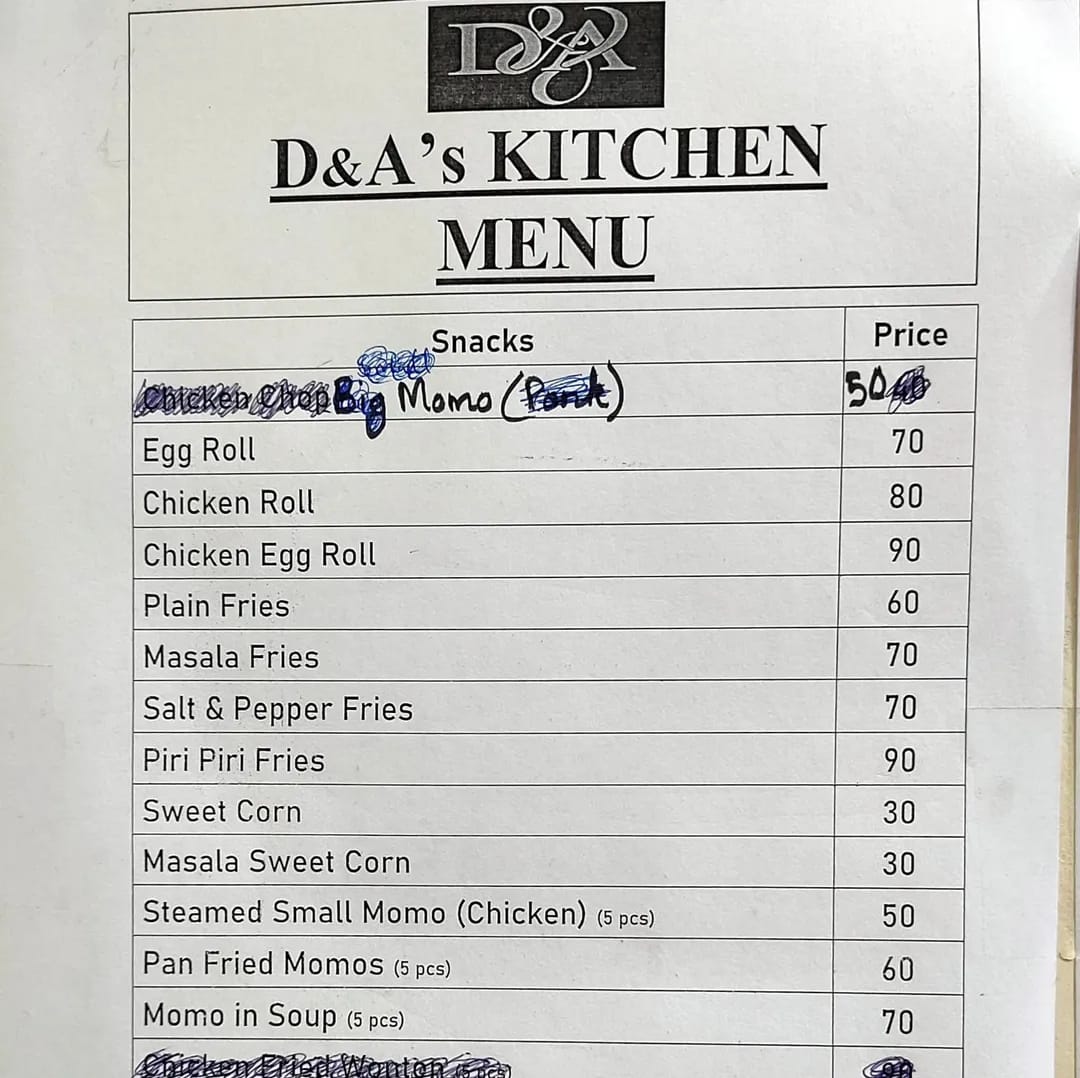 D&A
D&A's KITCHEN
MENU
Snacks Price
Chicken Chop Big Momo (Pork) 50
Egg Roll 70
Chicken Roll 80
Chicken Egg Roll 90
Plain Fries 60
Masala Fries 70
Salt & Pepper Fries 70
Piri Piri Fries 90
Sweet Corn 30
Masala Sweet Corn 30
Steamed Small Momo (Chicken) (5 pcs) 50
Pan Fried Momos (5 pcs) 60
Momo in Soup (5 pcs) 70
Chicken Fried Wonton (5 pcs)